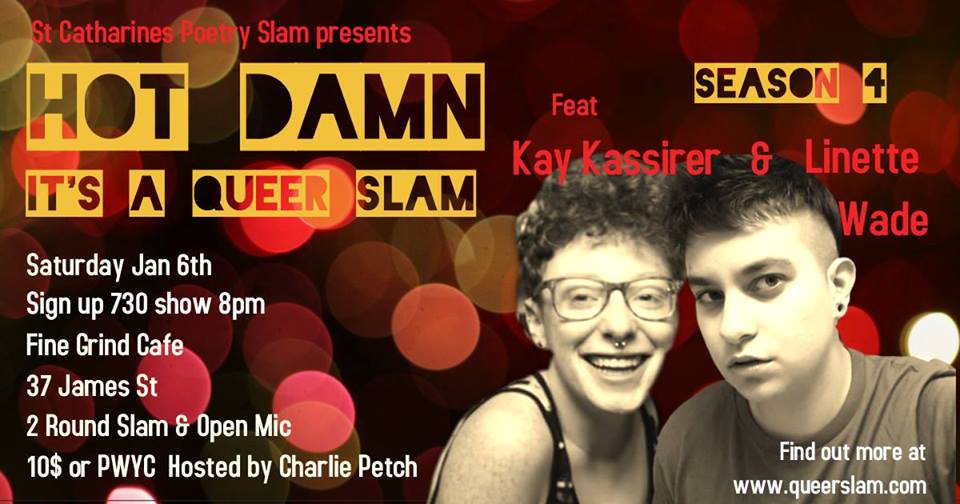 St Catharines Poetry Slam presents
HOT DAMN
IT'S A QUEER SLAM
SEASON 4
Feat
Kay Kassirer & Linette
Wade
Saturday Jan 6th
Sign up 730 show 8pm
Fine Grind Cafe
37 James St
2 Round Slam & Open Mic
10$ or PWYC Hosted by Charlie Petch
Find out more at
www.queerslam.com